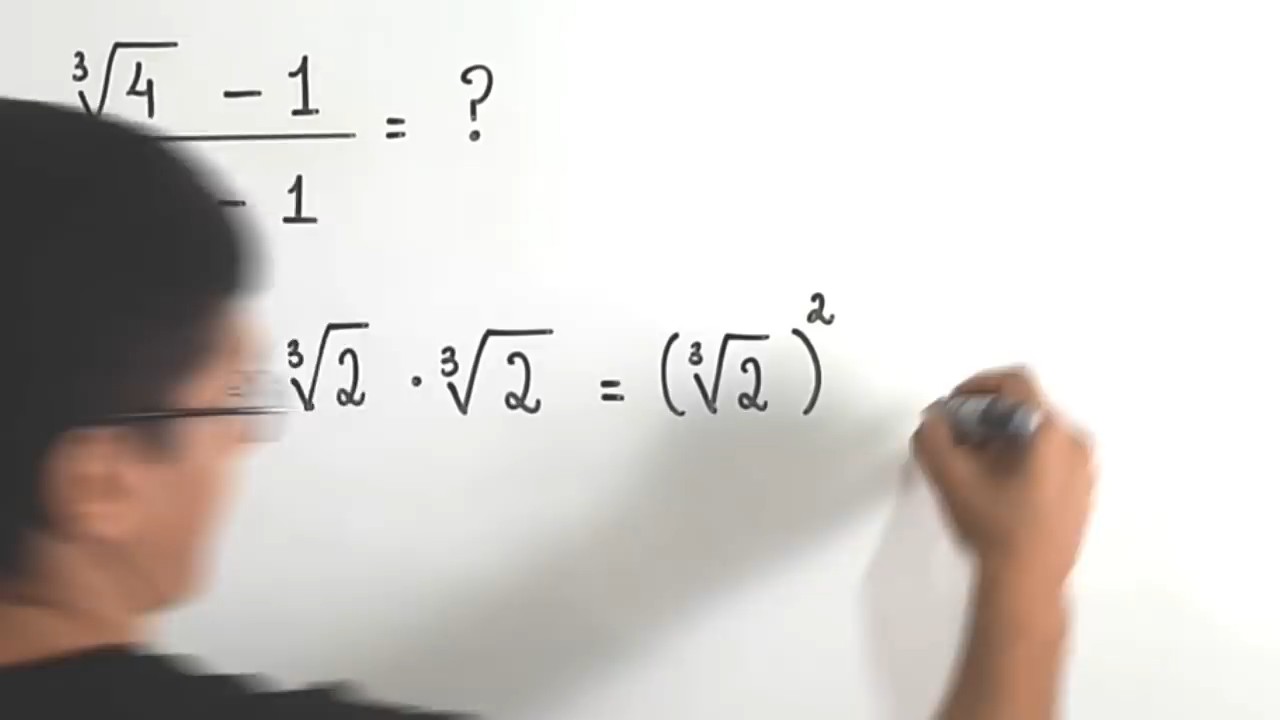 ∛4 - 1
= ?
- 1
∛2 · ∛2 = (∛2)²